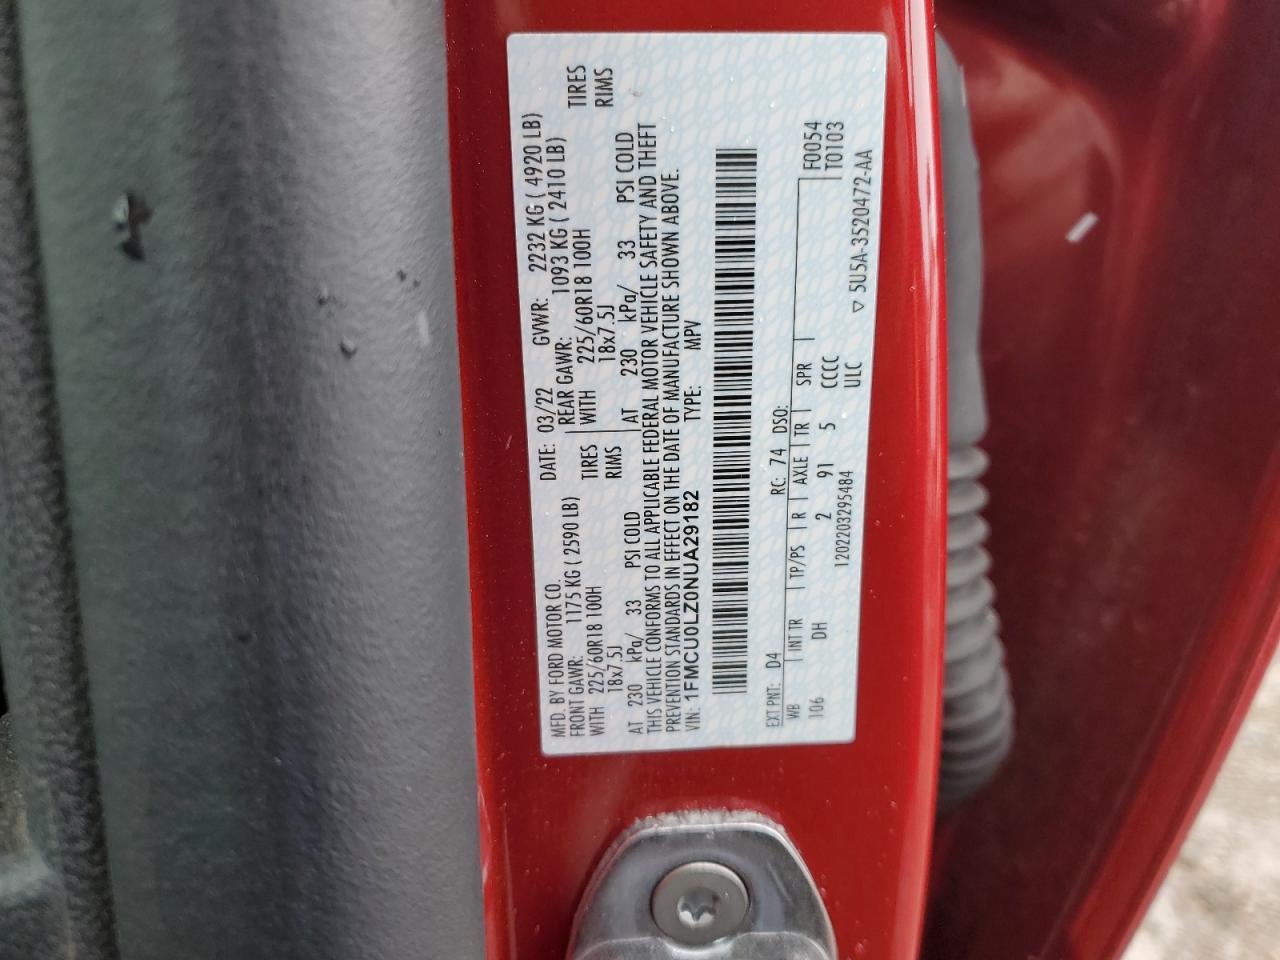 MFD. BY FORD MOTOR CO. DATE: 03/22 GVWR: 2232 KG ( 4920 LB)
FRONT GAWR: 1175 KG ( 2590 LB) REAR GAWR: 1093 KG ( 2410 LB)
WITH 225/60R18 100H TIRES WITH 225/60R18 100H TIRES
18x7.5J RIMS 18x7.5J RIMS
AT 230 kPa/ 33 PSI COLD AT 230 kPa/ 33 PSI COLD
THIS VEHICLE CONFORMS TO ALL APPLICABLE FEDERAL MOTOR VEHICLE SAFETY AND THEFT
PREVENTION STANDARDS IN EFFECT ON THE DATE OF MANUFACTURE SHOWN ABOVE.
VIN: 1FMCU0LZ0NUA29182 TYPE: MPV
EXT PNT: D4 RC: 74 DSO: F0054
WB INT TR TP/PS R AXLE TR SPR T0103
106 DH 2 91 5 CCCC
1202203295484 ULC ▽ 5U5A-3520472-AA